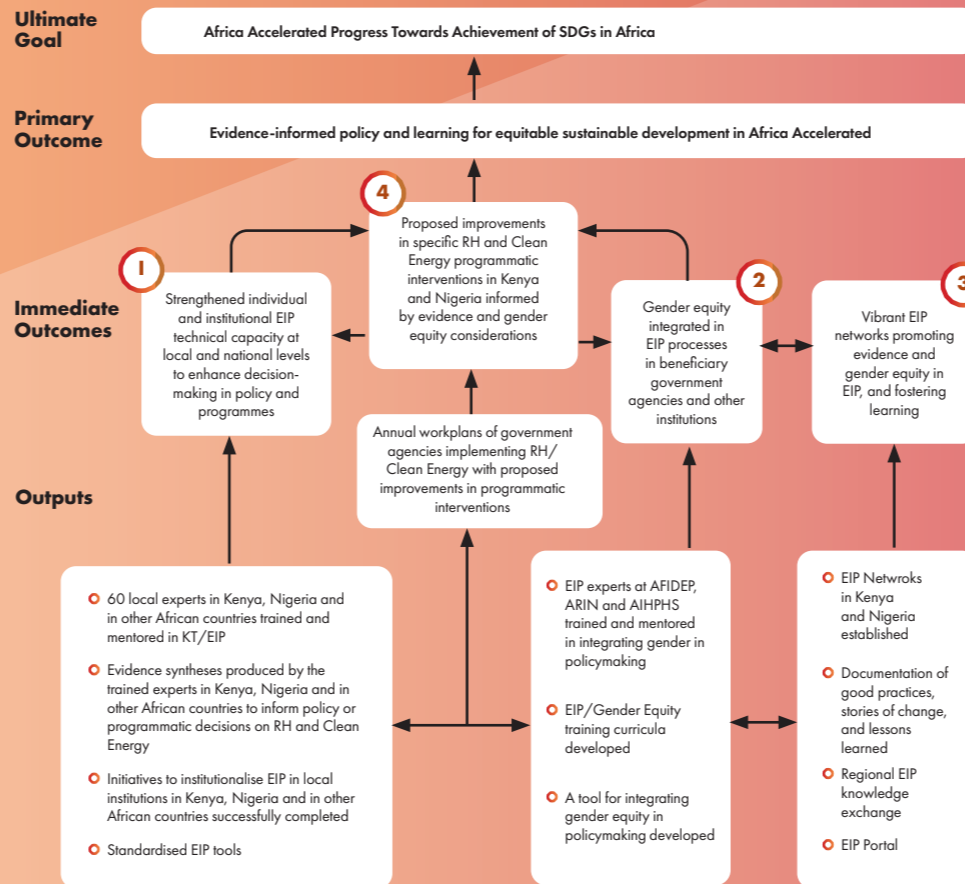 Ultimate
Goal
Africa Accelerated Progress Towards Achievement of SDGs in Africa
Primary
Outcome
Evidence-informed policy and learning for equitable sustainable development in Africa Accelerated
Immediate
Outcomes
1
Strengthened individual
and institutional EIP
technical capacity at
local and national levels
to enhance decision-
making in policy and
programmes
4
Proposed improvements
in specific RH and Clean
Energy programmatic
interventions in Kenya
and Nigeria informed
by evidence and gender
equity considerations
2
Gender equity
integrated in
EIP processes
in beneficiary
government
agencies and other
institutions
3
Vibrant EIP
networks promoting
evidence and
gender equity in
EIP, and fostering
learning
Outputs
Annual workplans of government
agencies implementing RH/
Clean Energy with proposed
improvements in programmatic
interventions
60 local experts in Kenya, Nigeria and
in other African countries trained and
mentored in KT/EIP
Evidence syntheses produced by the
trained experts in Kenya, Nigeria and in
other African countries to inform policy or
programmatic decisions on RH and Clean
Energy
Initiatives to institutionalise EIP in local
institutions in Kenya, Nigeria and in other
African countries successfully completed
Standardised EIP tools
EIP experts at AFIDEP,
ARIN and AIHPHS
trained and mentored
in integrating gender in
policymaking
EIP/Gender Equity
training curricula
developed
A tool for integrating
gender equity in
policymaking developed
EIP Netwroks
in Kenya
and Nigeria
established
Documentation of
good practices,
stories of change,
and lessons
learned
Regional EIP
knowledge
exchange
EIP Portal